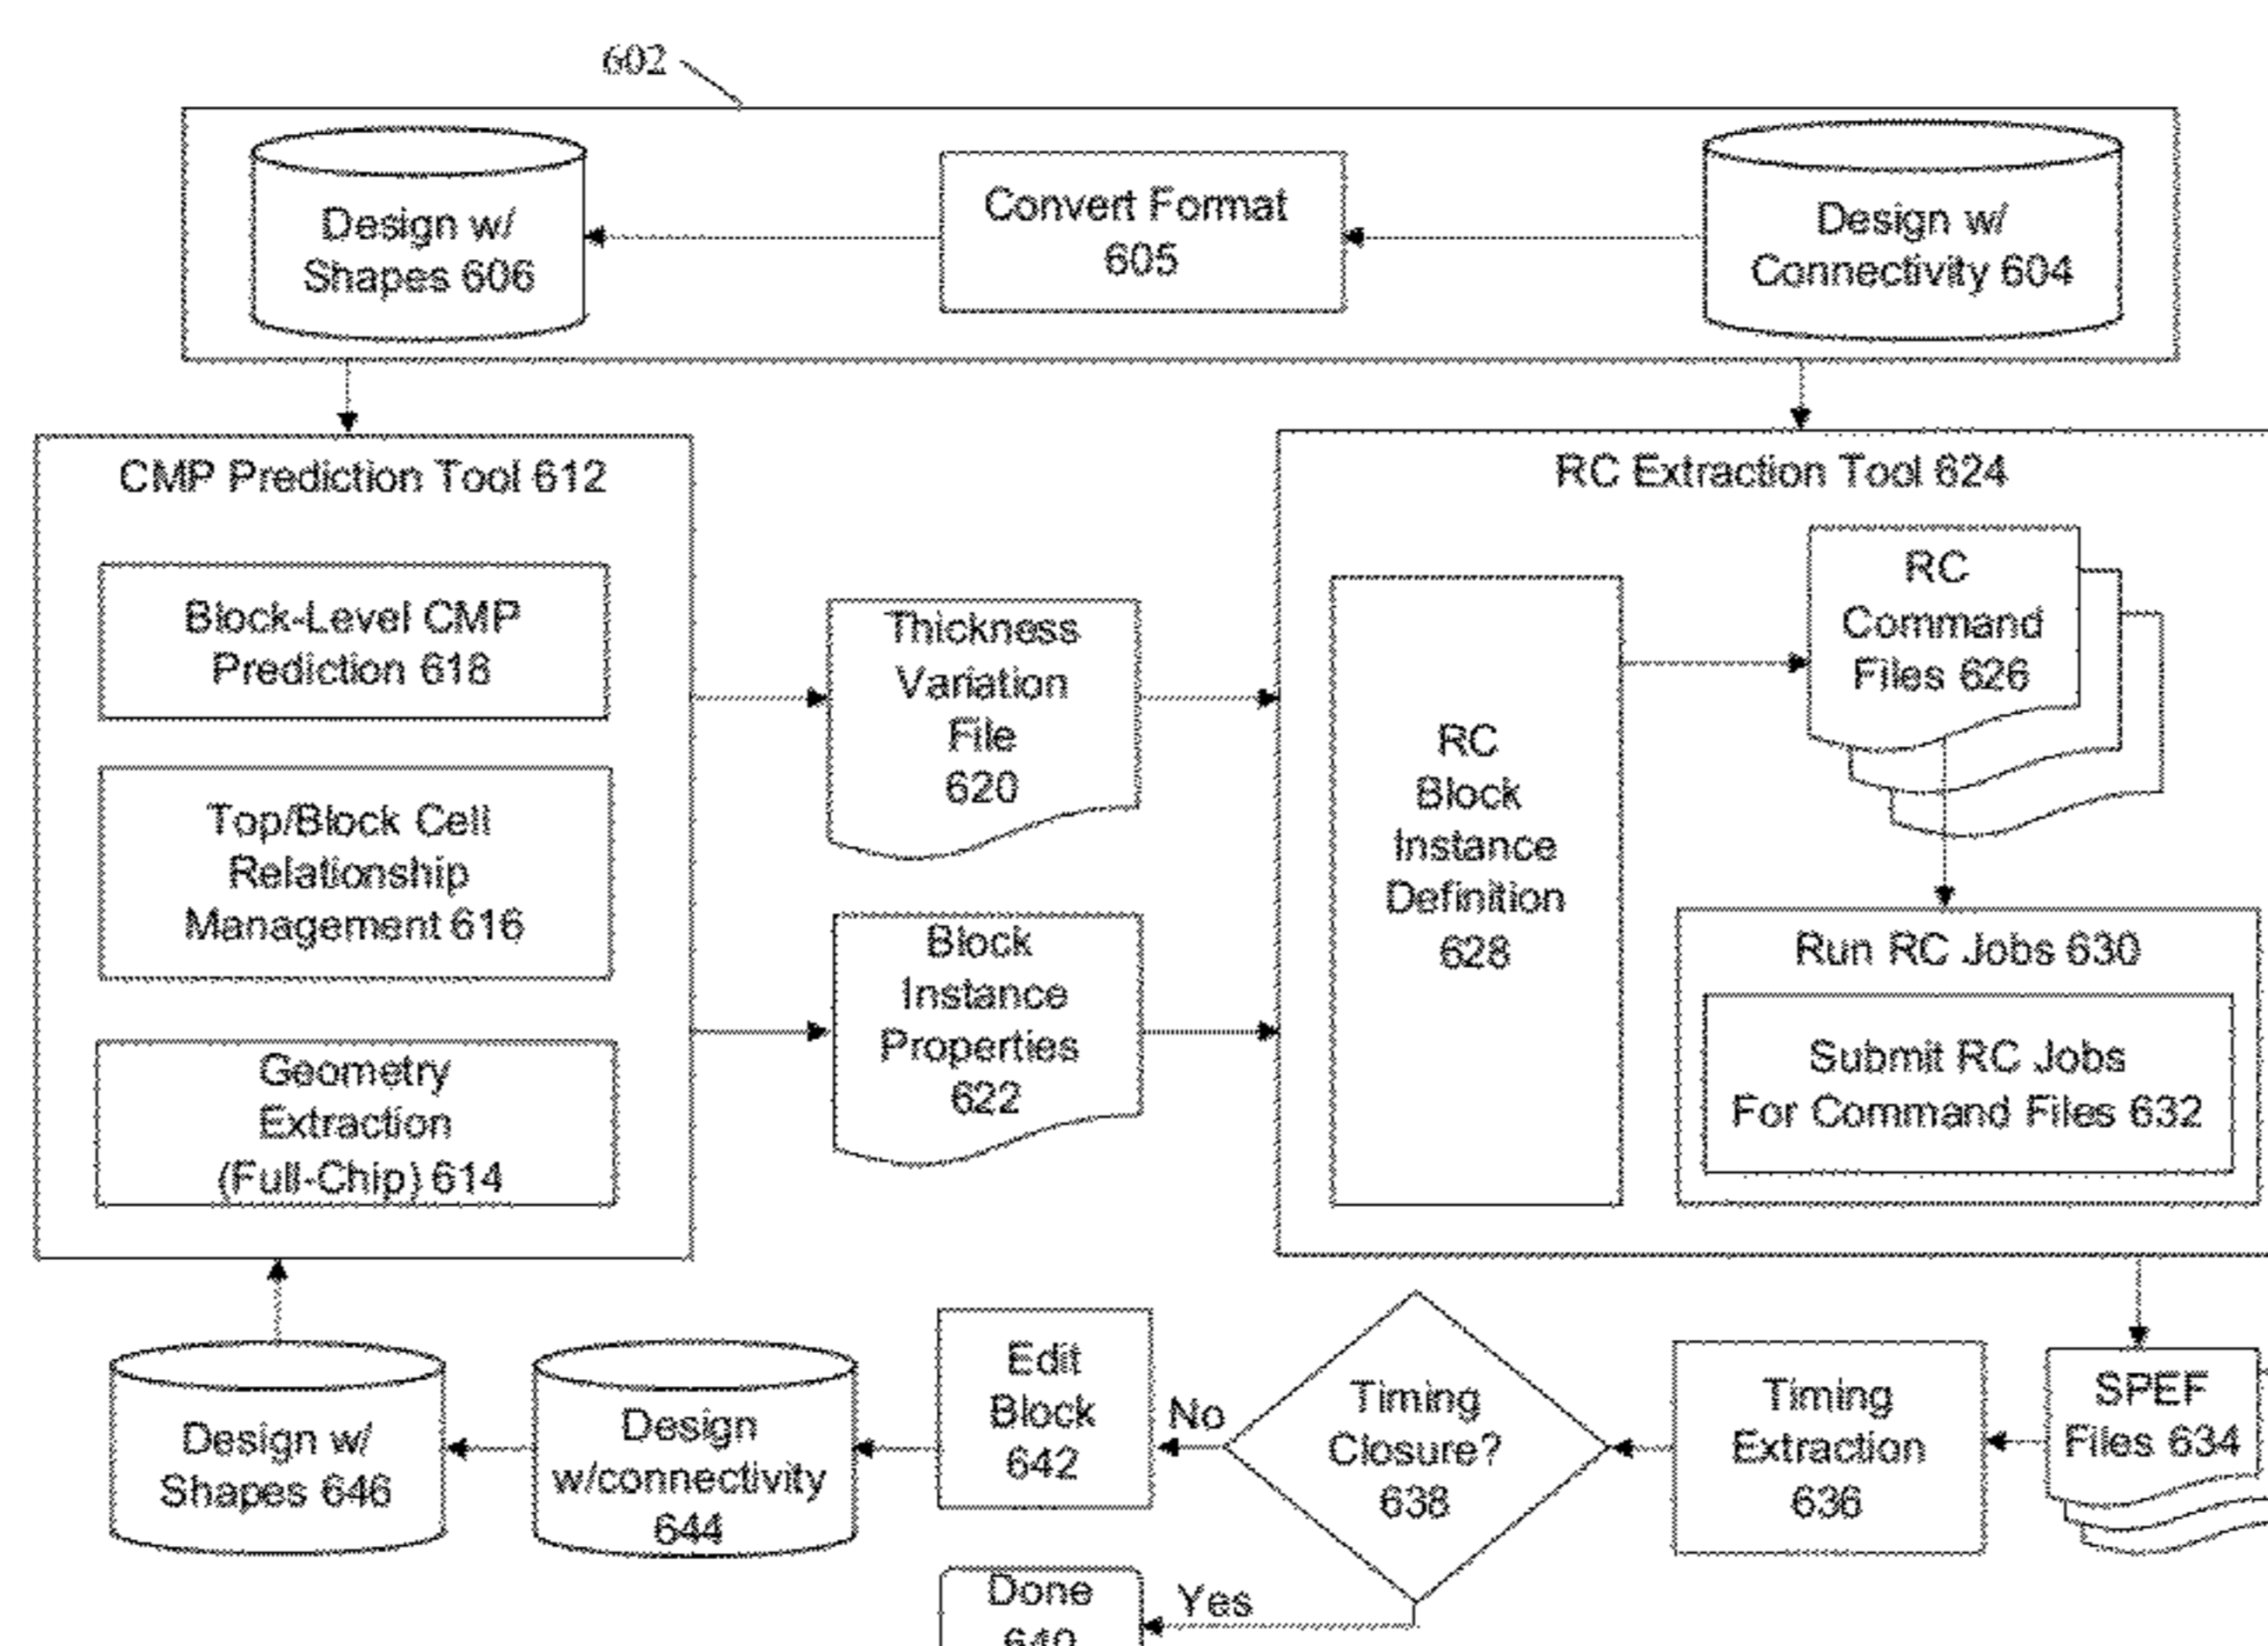 602
Design w/
Shapes 606
Convert Format
605
Design w/
Connectivity 604
CMP Prediction Tool 612
Block-Level CMP
Prediction 618
Top/Block Cell
Relationship
Management 616
Geometry
Extraction
(Full-Chip) 614
Thickness
Variation
File
620
Block
Instance
Properties
622
RC Extraction Tool 624
RC
Block
Instance
Definition
628
RC
Command
Files 626
Run RC Jobs 630
Submit RC Jobs
For Command Files 632
SPEF
Files 634
Timing
Extraction
636
Timing
Closure?
638
No
Edit
Block
642
Design
w/connectivity
644
Design w/
Shapes 646
Yes
Done
640